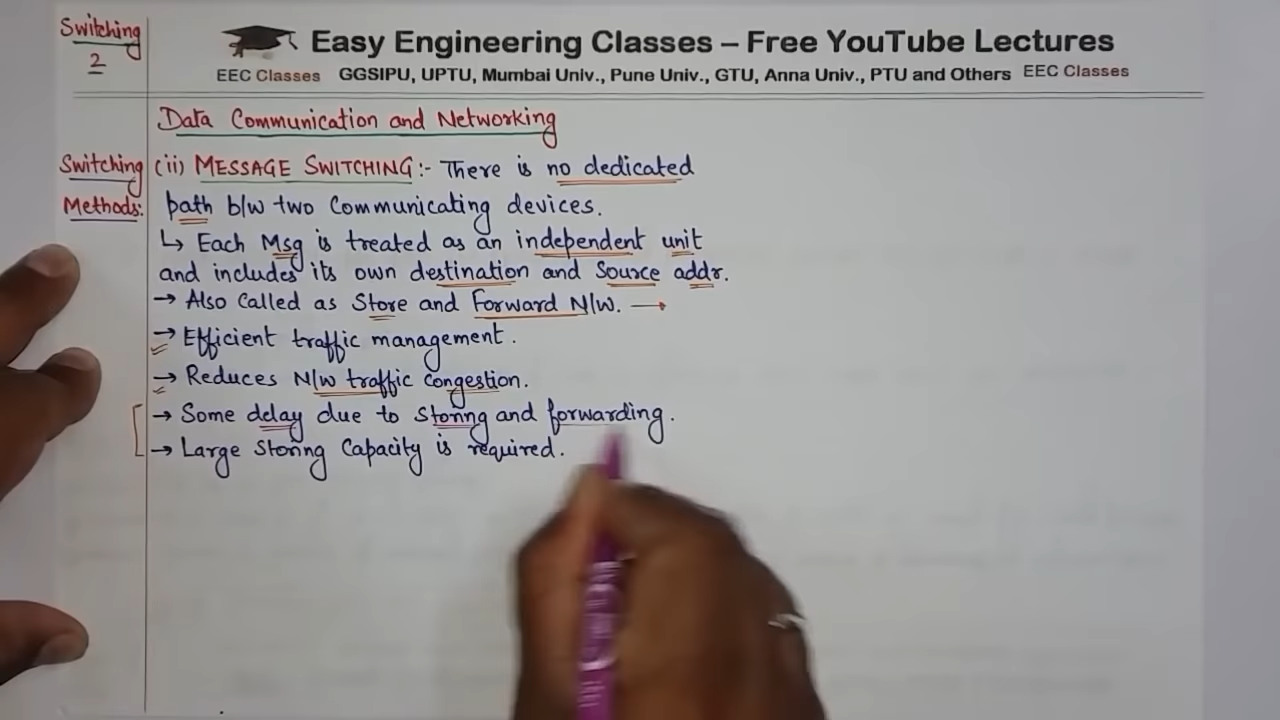 Switching
2
Easy Engineering Classes – Free YouTube Lectures
EEC Classes GGSIPU, UPTU, Mumbai Univ., Pune Univ., GTU, Anna Univ., PTU and Others EEC Classes
Data Communication and Networking
Switching Methods:
(ii) MESSAGE SWITCHING:- There is no dedicated
path b/w two Communicating devices.
↳ Each Msg is treated as an independent unit
and includes its own destination and Source addr.
→ Also Called as Store and Forward N/w. →
→ Efficient traffic management.
→ Reduces N/w traffic Congestion.
→ Some delay due to Storing and forwarding.
→ Large Storing Capacity is required.